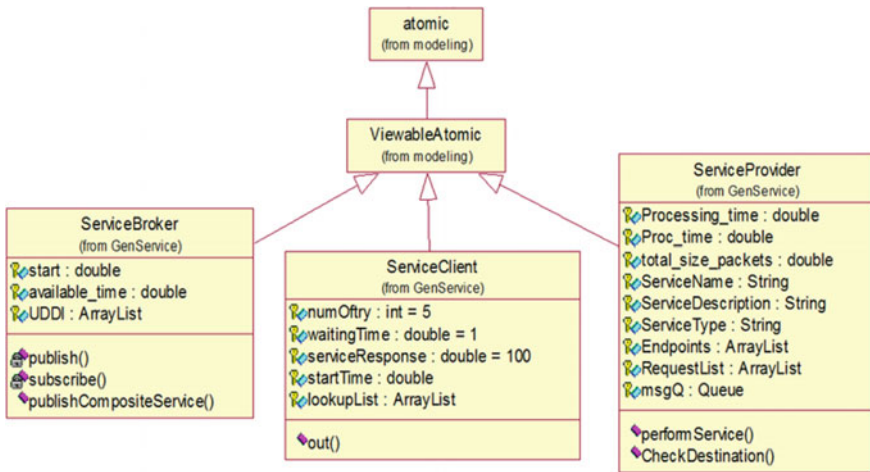 atomic
(from modeling)
ViewableAtomic
(from modeling)
ServiceBroker
(from GenService)
start : double
available_time : double
UDDI : ArrayList
publish()
subscribe()
publishCompositeService()
ServiceClient
(from GenService)
numOftry : int = 5
waitingTime : double = 1
serviceResponse : double = 100
startTime : double
lookupList : ArrayList
out()
ServiceProvider
(from GenService)
Processing_time : double
Proc_time : double
total_size_packets : double
ServiceName : String
ServiceDescription : String
ServiceType : String
Endpoints : ArrayList
RequestList : ArrayList
msgQ : Queue
performService()
CheckDestination()